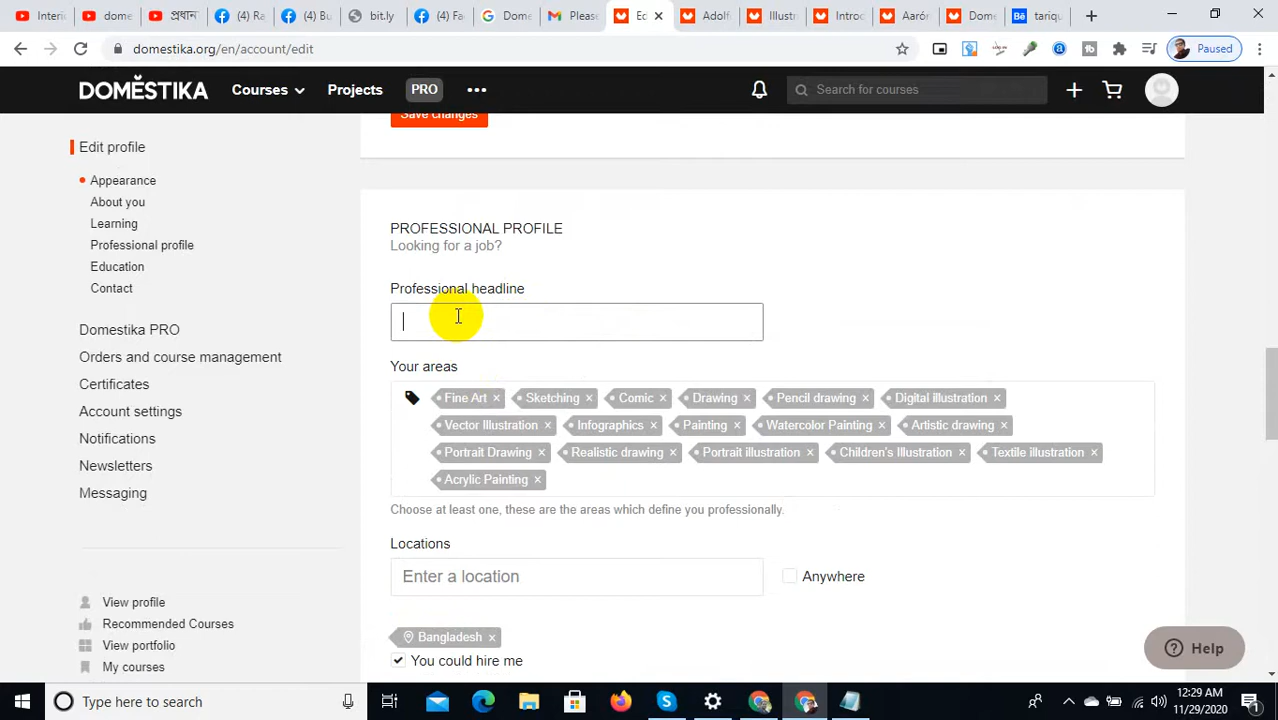 Interiu
dome
প্রধান
(4) Ra
(4) Bu
bit.ly
(4) Fa
Dome
Please
Ed
Adolf
Illustr
Introc
Aarón
Dome
tariqu
domestika.org/en/account/edit
Paused
DOMESTIKA
Courses
Projects
PRO
Search for courses
Save changes
Edit profile
Appearance
About you
Learning
Professional profile
Education
Contact
Domestika PRO
Orders and course management
Certificates
Account settings
Notifications
Newsletters
Messaging
View profile
Recommended Courses
View portfolio
My courses
PROFESSIONAL PROFILE
Looking for a job?
Professional headline
Your areas
Fine Art × Sketching × Comic × Drawing × Pencil drawing × Digital illustration ×
Vector Illustration × Infographics × Painting × Watercolor Painting × Artistic drawing ×
Portrait Drawing × Realistic drawing × Portrait illustration × Children's Illustration × Textile illustration ×
Acrylic Painting ×
Choose at least one, these are the areas which define you professionally.
Locations
Enter a location
Anywhere
Bangladesh ×
You could hire me
Help
Type here to search
12:29 AM
11/29/2020